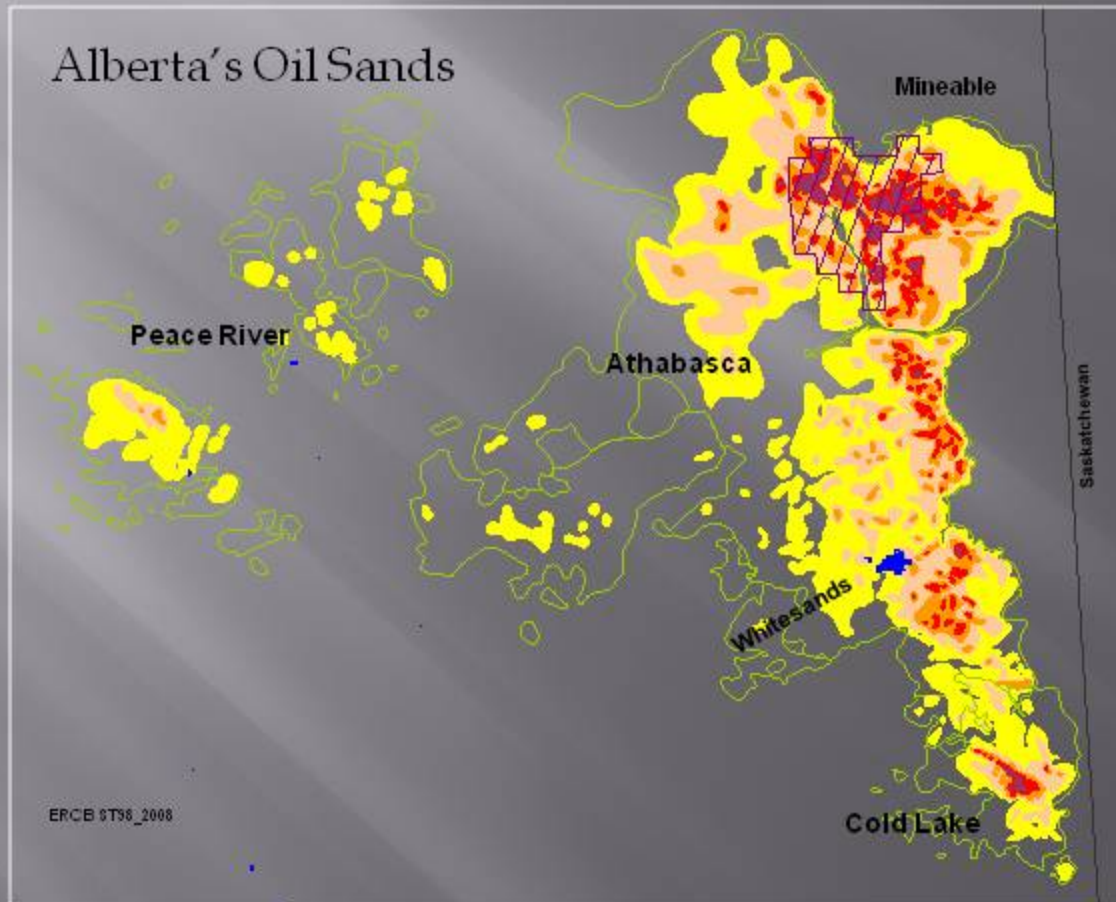 Alberta's Oil Sands
Mineable
Peace River
Athabasca
Saskatchewan
Whitesands
ERCB ST98_2008
Cold Lake